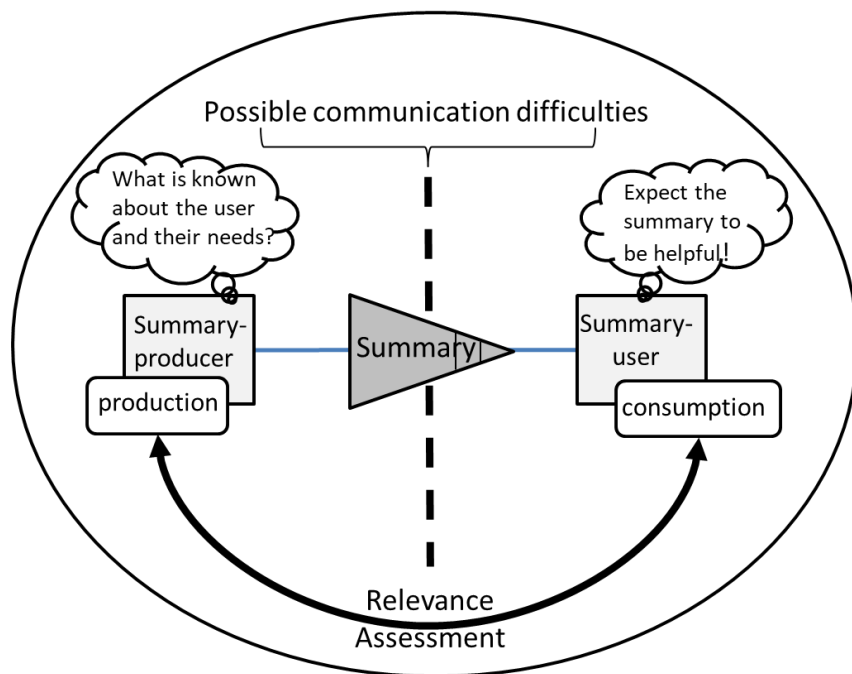 Possible communication difficulties
What is known
about the user
and their needs?
Expect the
summary to
be helpful!
Summary-
producer
production
Summary
Summary-
user
consumption
Relevance
Assessment